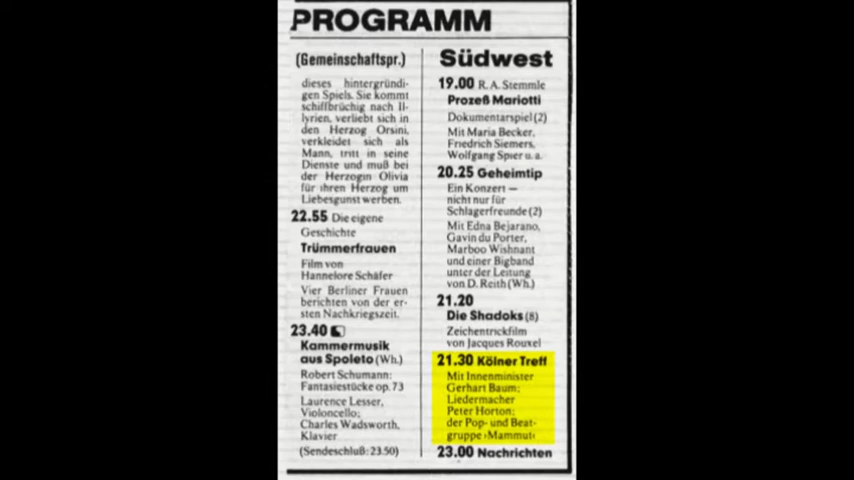 PROGRAMM
(Gemeinschaftspr.)
dieses hintergründi-
gen Spiels. Sie kommt
schiffbrüchig nach Il-
lyrien, verliebt sich in
den Herzog Orsini,
verkleidet sich als
Mann, tritt in seine
Dienste und muß bei
der Herzogin Olivia
für ihren Herzog um
Liebesgunst werben.
22.55 Die eigene
Geschichte
Trümmerfrauen
Film von
Hannelore Schäfer
Vier Berliner Frauen
berichten von der er-
sten Nachkriegszeit.
23.40
Kammermusik
aus Spoleto (Wh.)
Robert Schumann:
Fantasiestücke op. 73
Laurence Lesser,
Violoncello;
Charles Wadsworth,
Klavier
(Sendeschluß: 23.50)
Südwest
19.00 R. A. Stemmle
Prozeß Mariotti
Dokumentarspiel (2)
Mit Maria Becker,
Friedrich Siemers,
Wolfgang Spier u. a.
20.25 Geheimtip
Ein Konzert –
nicht nur für
Schlagerfreunde (2)
Mit Edna Bejarano,
Gavin du Porter,
Marboo Wishnant
und einer Bigband
unter der Leitung
von D. Reith (Wh.)
21.20
Die Shadoks (8)
Zeichentrickfilm
von Jacques Rouxel
21.30 Kölner Treff
Mit Innenminister
Gerhart Baum;
Liedermacher
Peter Horton;
der Pop- und Beat-
gruppe ›Mammut‹
23.00 Nachrichten